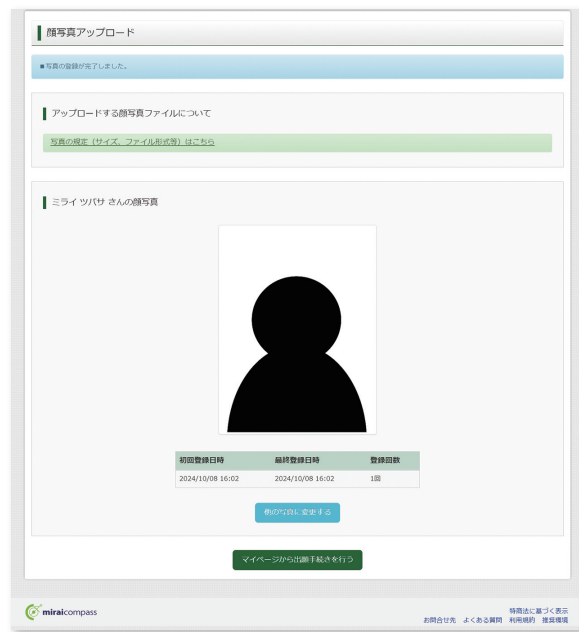 顔写真アップロード
■写真の登録が完了しました。
アップロードする顔写真ファイルについて
写真の規定（サイズ、ファイル形式等）はこちら
ミライ ツバサ さんの顔写真
初回登録日時 最終登録日時 登録回数
2024/10/08 16:02 2024/10/08 16:02 1回
他の写真に変更する
マイページから出願手続きを行う
miraicompass
特商法に基づく表示
お問合せ先 よくある質問 利用規約 推奨環境